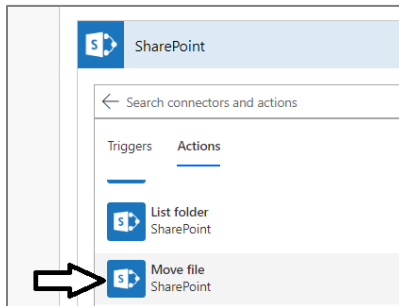 SharePoint
Search connectors and actions
Triggers Actions
List folder
SharePoint
Move file
SharePoint